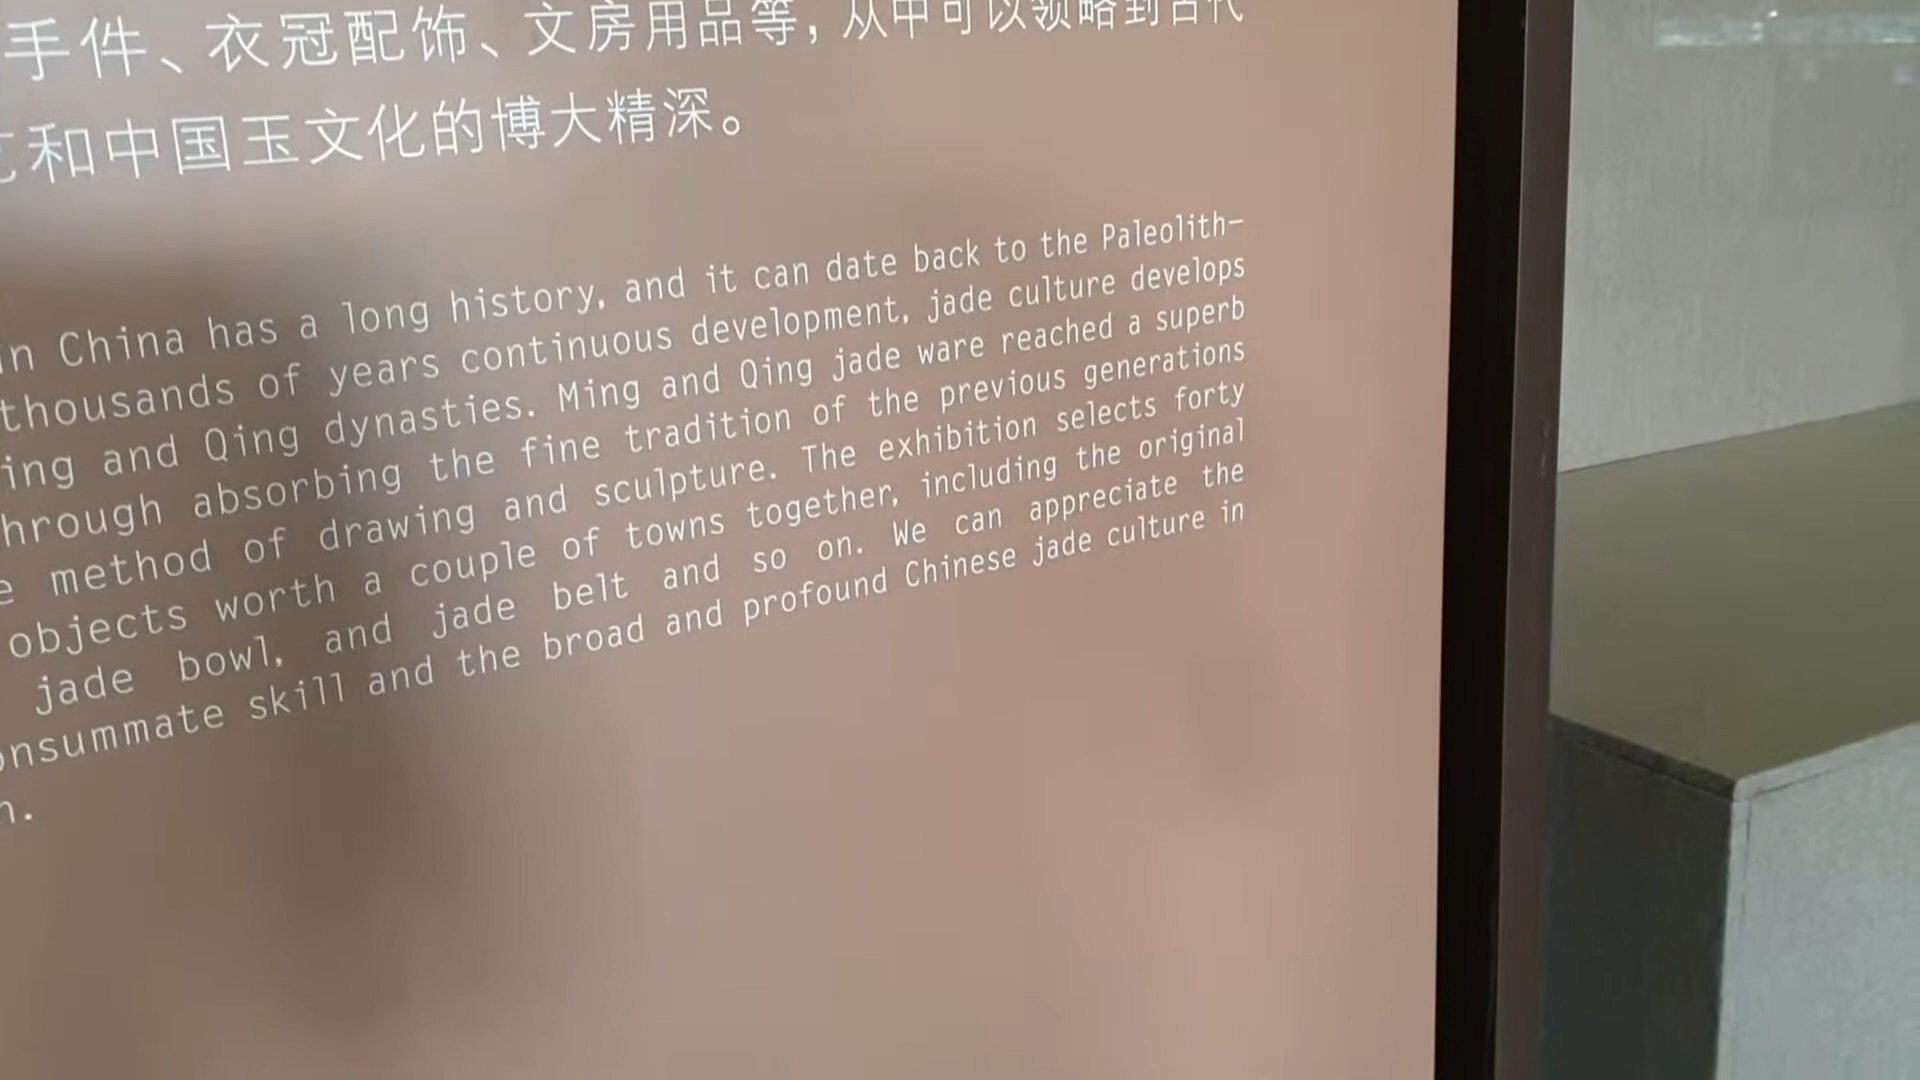 手件、衣冠配饰、文房用品等，从中可以领略到古代
和中国玉文化的博大精深。
in China has a long history, and it can date back to the Paleolith-
thousands of years continuous development, jade culture develops
ing and Qing dynasties. Ming and Qing jade ware reached a superb
hrough absorbing the fine tradition of the previous generations
e method of drawing and sculpture. The exhibition selects forty
objects worth a couple of towns together, including the original
jade bowl, and jade belt and so on. We can appreciate the
onsummate skill and the broad and profound Chinese jade culture in
n.